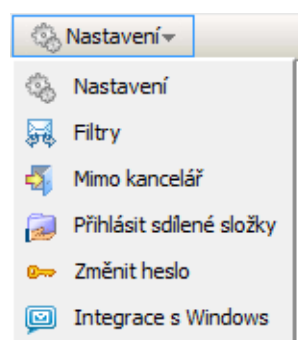 Nastavení
Nastavení
Filtry
Mimo kancelář
Přihlásit sdílené složky
Změnit heslo
Integrace s Windows